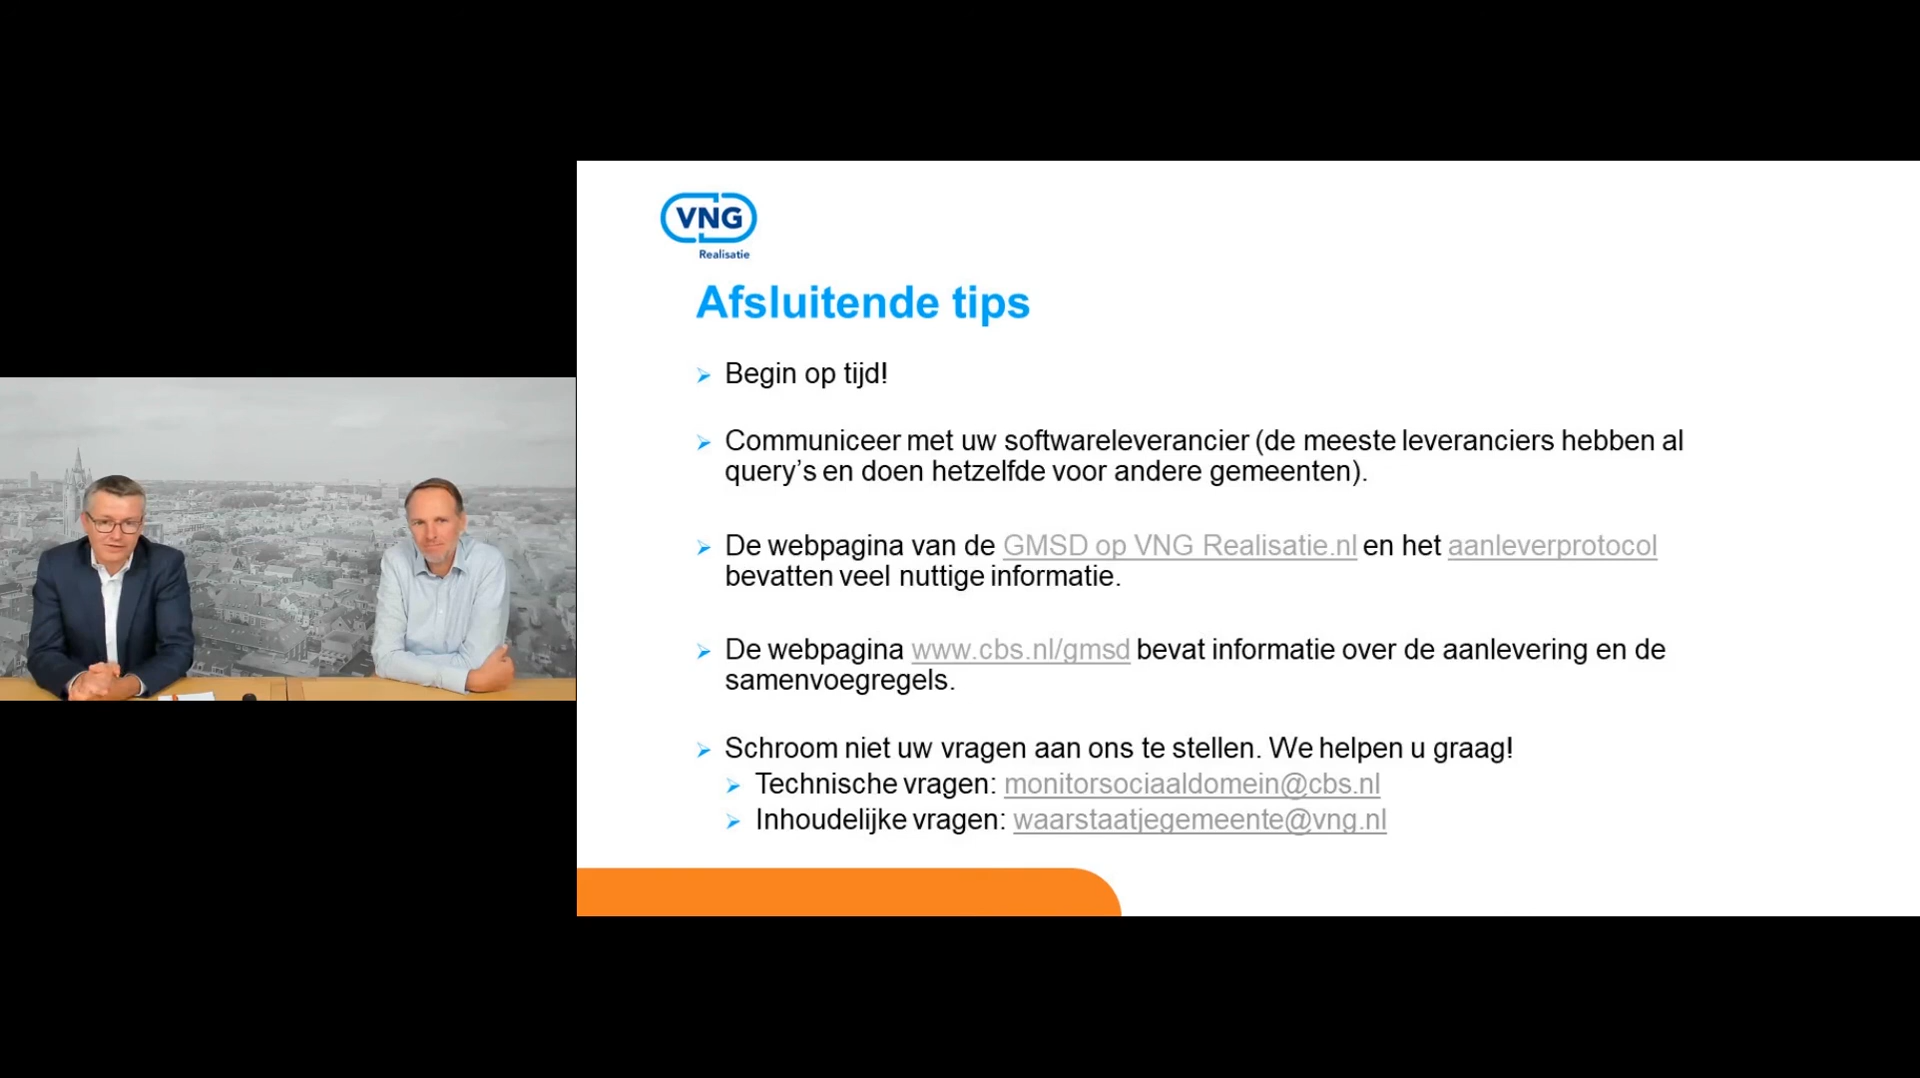 VNG
Realisatie
Afsluitende tips
Begin op tijd!
Communiceer met uw softwareleverancier (de meeste leveranciers hebben al
query’s en doen hetzelfde voor andere gemeenten).
De webpagina van de GMSD op VNG Realisatie.nl en het aanleverprotocol
bevatten veel nuttige informatie.
De webpagina www.cbs.nl/gmsd bevat informatie over de aanlevering en de
samenvoegregels.
Schroom niet uw vragen aan ons te stellen. We helpen u graag!
Technische vragen: monitorsociaaldomein@cbs.nl
Inhoudelijke vragen: waarstaatjegemeente@vng.nl